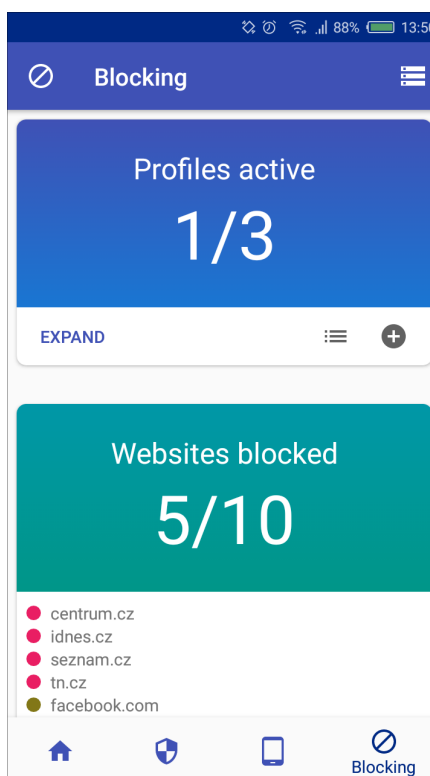 88% 13:50
Blocking
Profiles active
1/3
EXPAND
Websites blocked
5/10
centrum.cz
idnes.cz
seznam.cz
tn.cz
facebook.com
Blocking